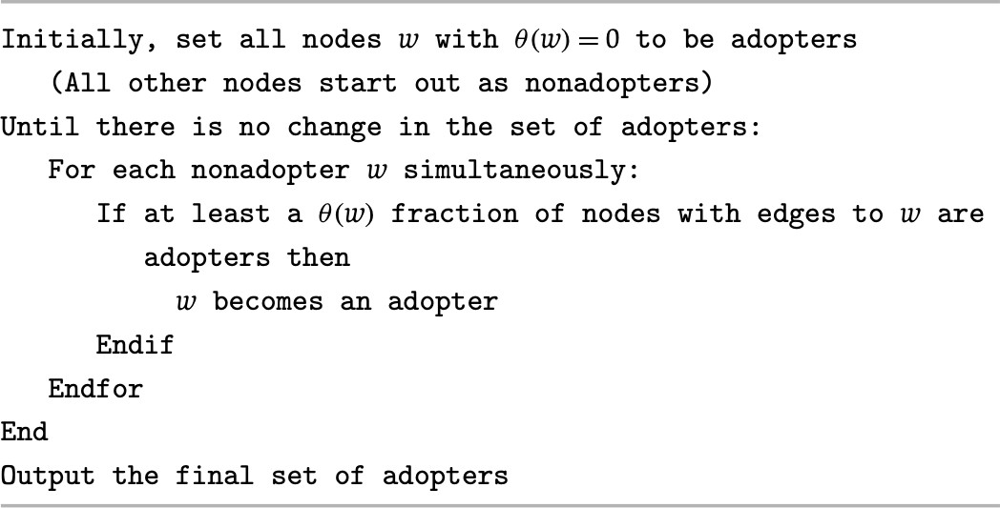 Initially, set all nodes w with θ(w) = 0 to be adopters
(All other nodes start out as nonadopters)
Until there is no change in the set of adopters:
For each nonadopter w simultaneously:
If at least a θ(w) fraction of nodes with edges to w are
adopters then
w becomes an adopter
Endif
Endfor
End
Output the final set of adopters